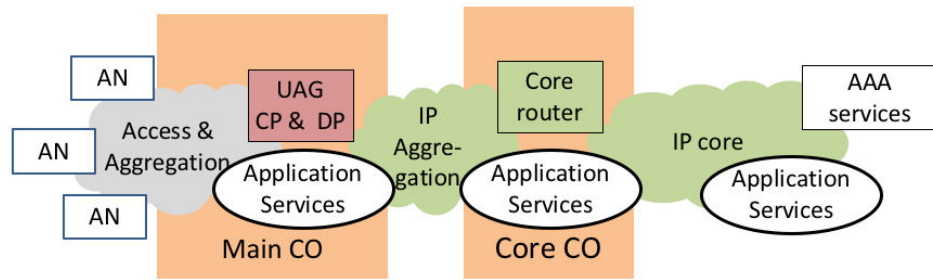 AN
AN
AN
Access &
Aggregation
UAG
CP & DP
Application
Services
Main CO
IP
Aggre-
gation
Core
router
Application
Services
Core CO
IP core
AAA
services
Application
Services